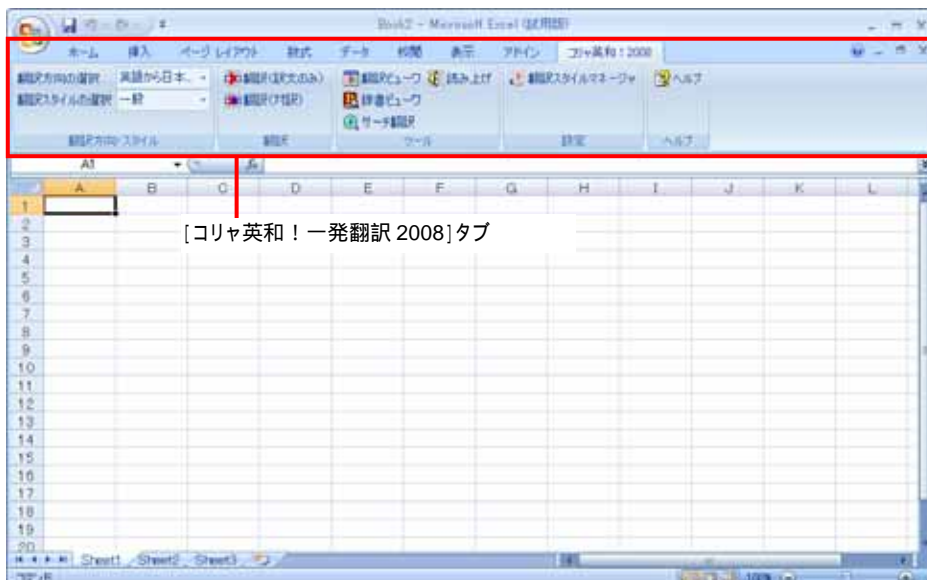 Book2 - Microsoft Excel (試用版)
ホーム 挿入 ページ レイアウト 数式 データ 校閲 表示 アドイン コリャ英和!2008
翻訳方向の選択 英語から日本. 翻訳(訳文のみ) 翻訳ビューワ 読み上げ 翻訳スタイルマネージャ ヘルプ
翻訳スタイルの選択 一般 翻訳(対訳) 辞書ビューワ
サーチ翻訳
翻訳方向・スタイル 翻訳 ツール 設定 ヘルプ
A1 fx
A B C D E F G H I J K L
1
2
[コリャ英和!一発翻訳 2008]タブ
3
4
5
6
7
8
9
10
11
12
13
14
15
16
17
18
19
20
Sheet1 Sheet2 Sheet3
コマンド 100%